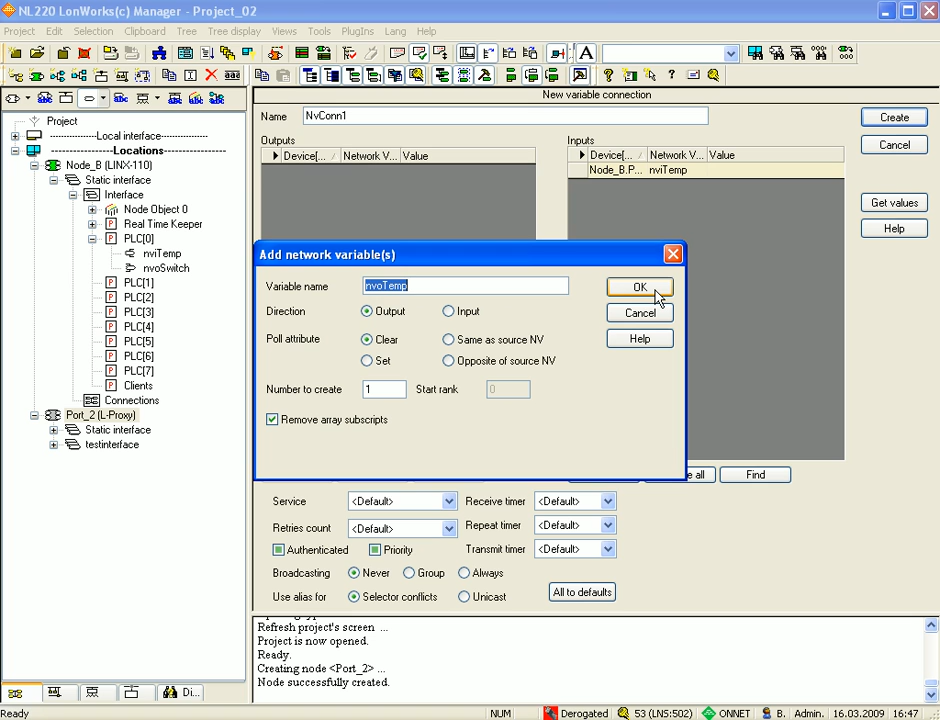 NL220 LonWorks(c) Manager - Project_02
Project Edit Selection Clipboard Tree Tree display Views Tools PlugIns Lang Help
New variable connection
Name NvConn1
Create
Outputs Inputs
Device[... Network V... Value Device[... Network V... Value
Node_B.P... nviTemp
Cancel
Get values
Help
Project
Local interface
Locations
Node_B (LINX-110)
Static interface
Interface
Node Object 0
Real Time Keeper
PLC[0]
nviTemp
nvoSwitch
PLC[1]
PLC[2]
PLC[3]
PLC[4]
PLC[5]
PLC[6]
PLC[7]
Clients
Connections
Port_2 (L-Proxy)
Static interface
testinterface
Add network variable(s)
Variable name nvoTemp OK
Direction Output Input Cancel
Poll attribute Clear Same as source NV Help
Set Opposite of source NV
Number to create 1 Start rank 0
Remove array subscripts
all Find
Service <Default> Receive timer <Default>
Retries count <Default> Repeat timer <Default>
Authenticated Priority Transmit timer <Default>
Broadcasting Never Group Always
Use alias for Selector conflicts Unicast All to defaults
Refresh project's screen ...
Project is now opened.
Ready.
Creating node <Port_2> ...
Node successfully created.
Di...
Ready NUM Derogated 53 (LNS:502) ONNET B. Admin. 16.03.2009 16:47